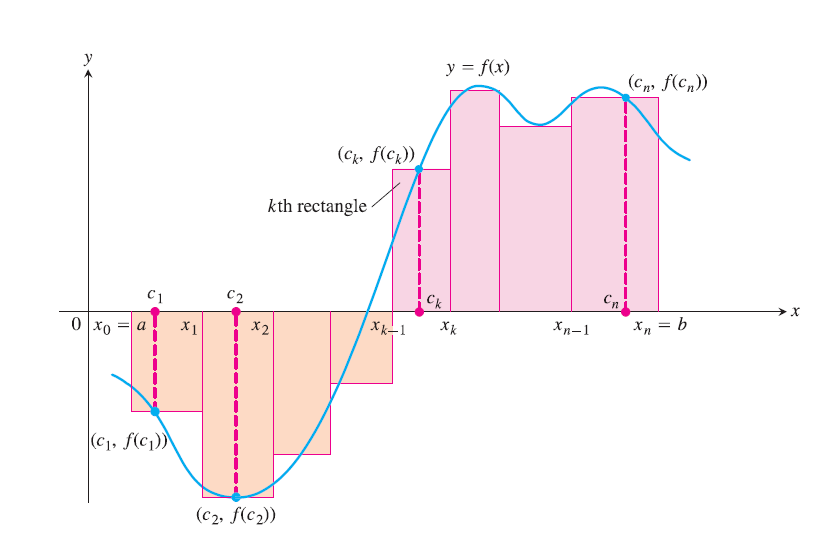 y
y = f(x)
(cₙ, f(cₙ))
(cₖ, f(cₖ))
kth rectangle
c₁
c₂
cₖ
cₙ
x
0
x₀ = a
x₁
x₂
xₖ₋₁
xₖ
xₙ₋₁
xₙ = b
(c₁, f(c₁))
(c₂, f(c₂))